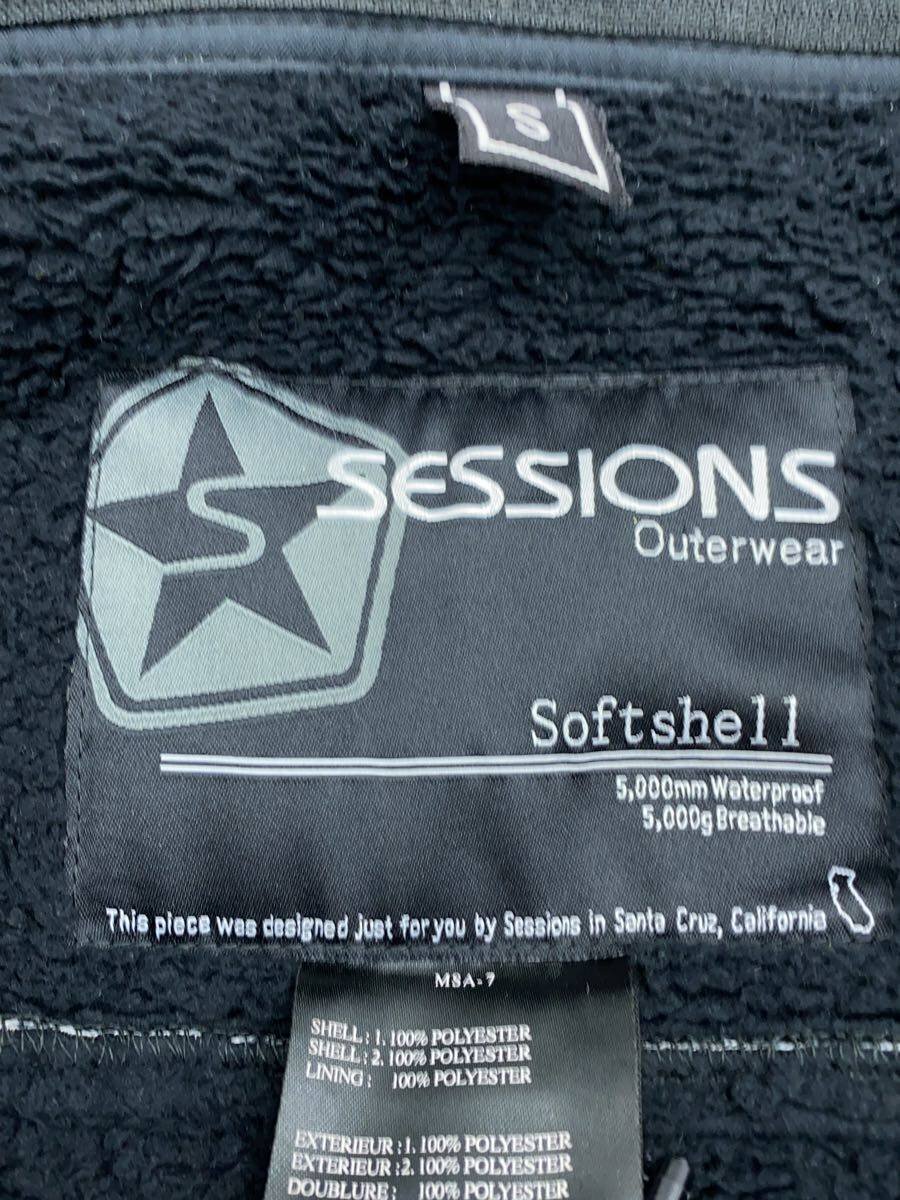 S
S
SESSIONS
Outerwear
Softshell
5,000mm Waterproof
5,000g Breathable
This piece was designed just for you by Sessions in Santa Cruz, California
MSA-7
SHELL: 1. 100% POLYESTER
SHELL: 2. 100% POLYESTER
LINING: 100% POLYESTER
EXTERIEUR: 1. 100% POLYESTER
EXTERIEUR: 2. 100% POLYESTER
DOUBLURE: 100% POLYESTER